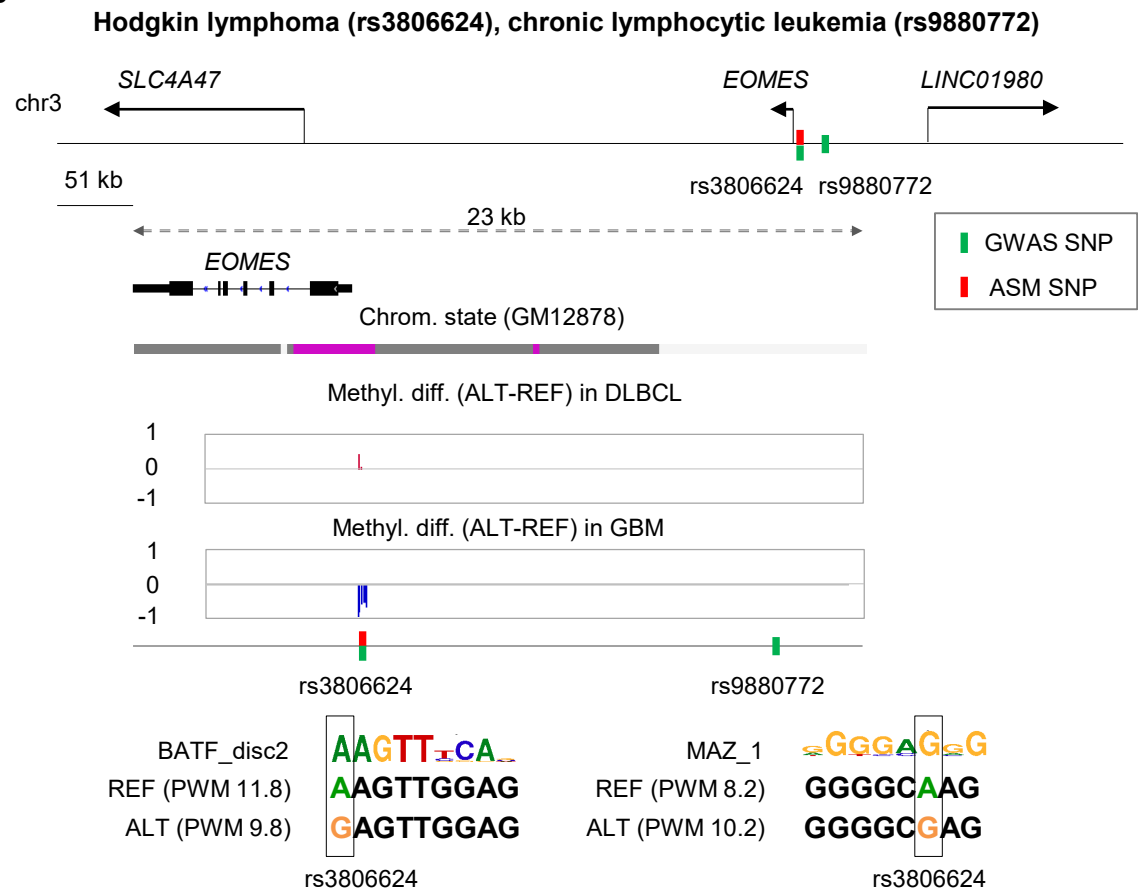 Hodgkin lymphoma (rs3806624), chronic lymphocytic leukemia (rs9880772)
SLC4A47 EOMES LINC01980
chr3
51 kb rs3806624 rs9880772
23 kb
GWAS SNP
ASM SNP
EOMES
Chrom. state (GM12878)
Methyl. diff. (ALT-REF) in DLBCL
1
0
-1
Methyl. diff. (ALT-REF) in GBM
1
0
-1
rs3806624 rs9880772
BATF_disc2 AAGTT CA MAZ_1 GGGGAGGG
REF (PWM 11.8) AAGTTGGAG REF (PWM 8.2) GGGGCAAG
ALT (PWM 9.8) GAGTTGGAG ALT (PWM 10.2) GGGGCGAG
rs3806624 rs3806624